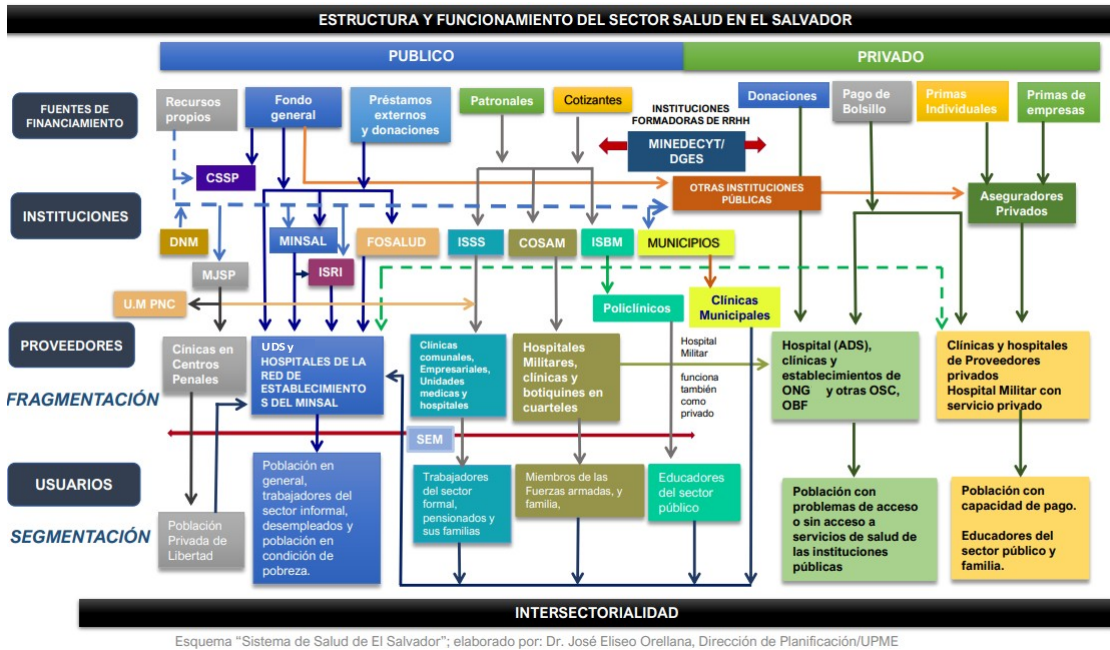 ESTRUCTURA Y FUNCIONAMIENTO DEL SECTOR SALUD EN EL SALVADOR
PUBLICO
PRIVADO
FUENTES DE
FINANCIAMIENTO
Recursos
propios
Fondo
general
Préstamos
externos
y donaciones
Patronales
Cotizantes
INSTITUCIONES
FORMADORAS DE RRHH
MINEDECYT/
DGES
Donaciones
Pago de
Bolsillo
Primas
Individuales
Primas de
empresas
INSTITUCIONES
CSSP
OTRAS INSTITUCIONES
PÚBLICAS
Aseguradores
Privados
DNM
MINSAL
FOSALUD
ISSS
COSAM
ISBM
MUNICIPIOS
MJSP
ISRI
U.M PNC
Policlínicos
Clínicas
Municipales
PROVEEDORES
Cínicas en
Centros
Penales
UDS y
HOSPITALES DE LA
RED DE
ESTABLECIMIENTO
S DEL MINSAL
Clínicas
comunales,
Empresariales,
Unidades
medicas y
hospitales
Hospitales
Militares,
clínicas y
botiquines en
cuarteles
Hospital
Militar
funciona
también
como
privado
Hospital (ADS),
clínicas y
establecimientos de
ONG y otras OSC,
OBF
Clínicas y hospitales
de Proveedores
privados
Hospital Militar con
servicio privado
FRAGMENTACIÓN
SEM
USUARIOS
SEGMENTACIÓN
Población
Privada de
Libertad
Población en
general,
trabajadores del
sector informal,
desempleados y
población en
condición de
pobreza.
Trabajadores
del sector
formal,
pensionados y
sus familias
Miembros de las
Fuerzas armadas, y
familia,
Educadores
del sector
público
Población con
problemas de acceso
o sin acceso a
servicios de salud de
las instituciones
públicas
Población con
capacidad de pago.
Educadores del
sector público y
familia.
INTERSECTORIALIDAD
Esquema “Sistema de Salud de El Salvador”; elaborado por: Dr. José Eliseo Orellana, Dirección de Planificación/UPME